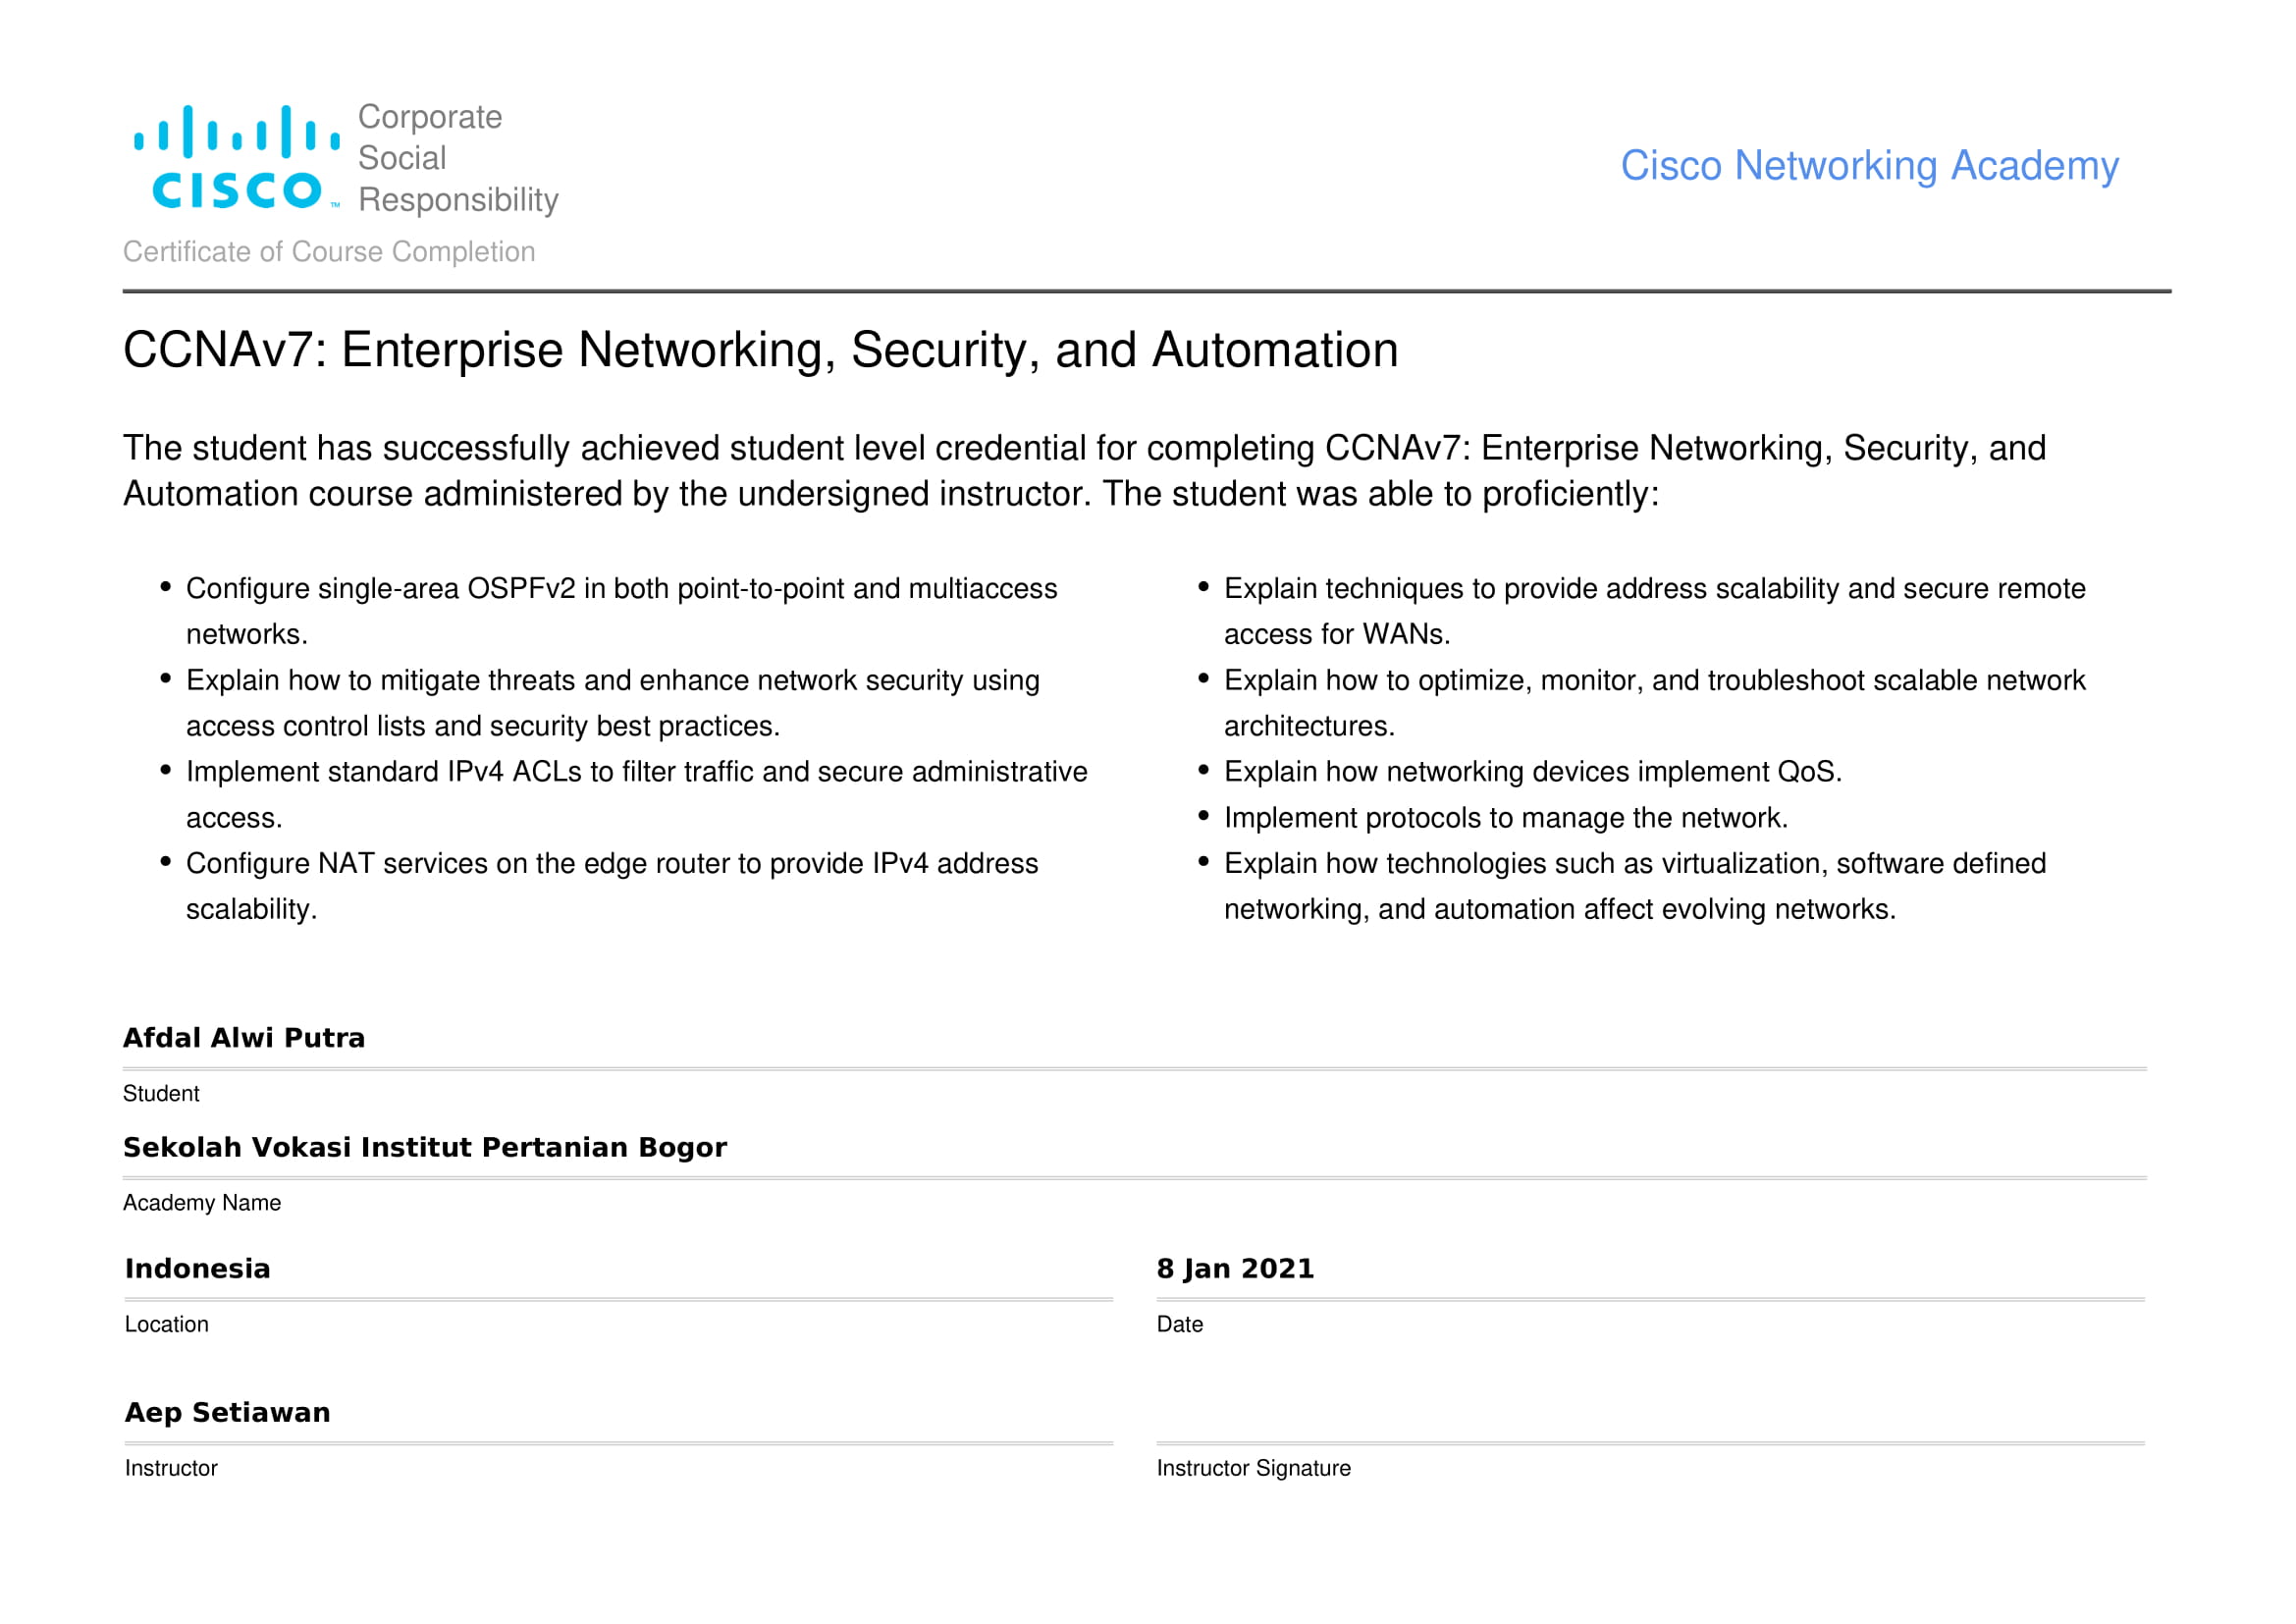 Corporate
Social
Responsibility
CISCO™
Cisco Networking Academy
Certificate of Course Completion
CCNAv7: Enterprise Networking, Security, and Automation
The student has successfully achieved student level credential for completing CCNAv7: Enterprise Networking, Security, and
Automation course administered by the undersigned instructor. The student was able to proficiently:
• Configure single-area OSPFv2 in both point-to-point and multiaccess
networks.
• Explain how to mitigate threats and enhance network security using
access control lists and security best practices.
• Implement standard IPv4 ACLs to filter traffic and secure administrative
access.
• Configure NAT services on the edge router to provide IPv4 address
scalability.
• Explain techniques to provide address scalability and secure remote
access for WANs.
• Explain how to optimize, monitor, and troubleshoot scalable network
architectures.
• Explain how networking devices implement QoS.
• Implement protocols to manage the network.
• Explain how technologies such as virtualization, software defined
networking, and automation affect evolving networks.
Afdal Alwi Putra
Student
Sekolah Vokasi Institut Pertanian Bogor
Academy Name
Indonesia
Location
8 Jan 2021
Date
Aep Setiawan
Instructor
Instructor Signature